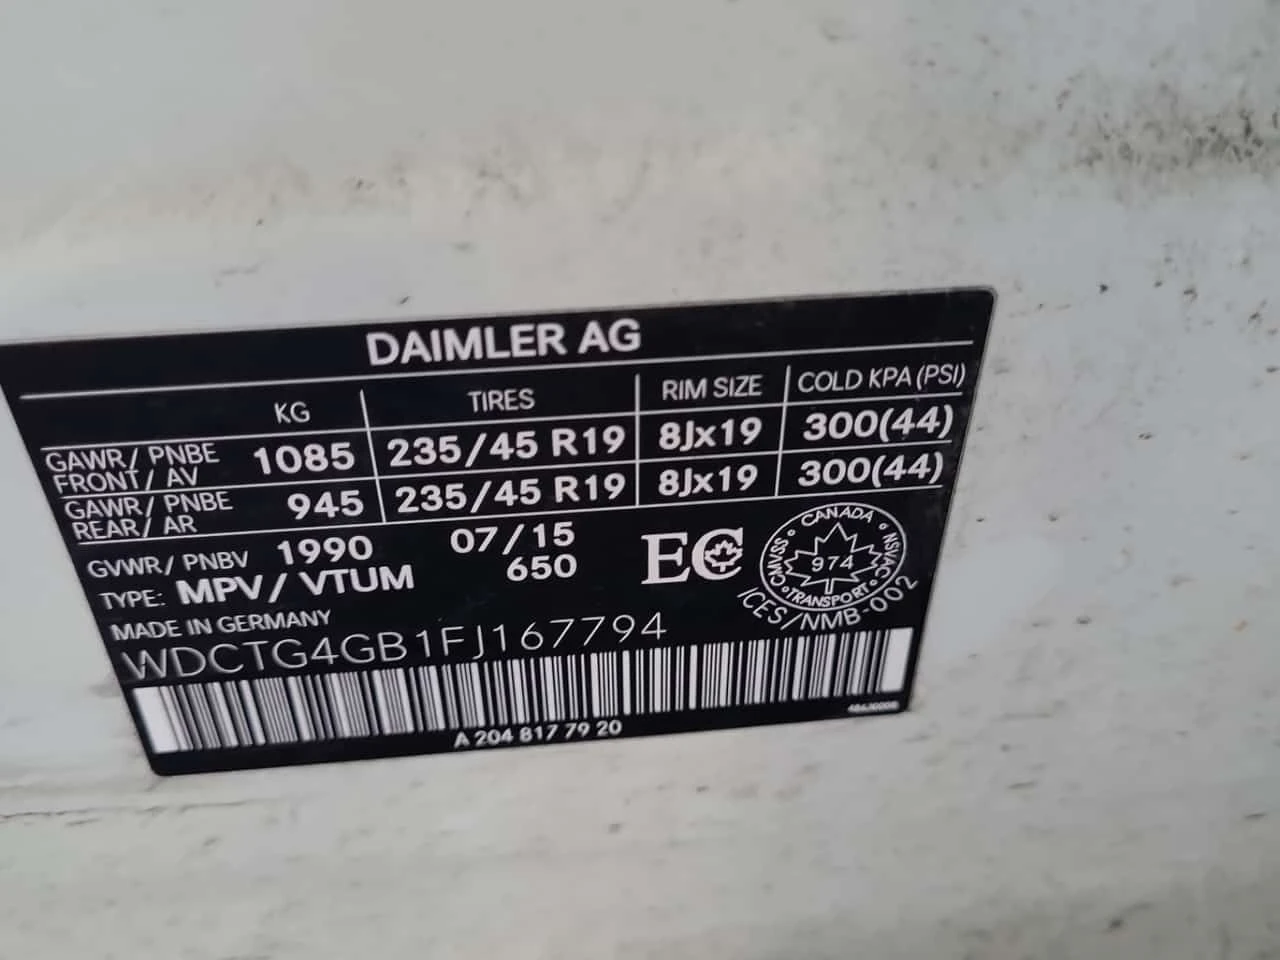 DAIMLER AG
KG TIRES RIM SIZE COLD KPA (PSI)
GAWR/ PNBE FRONT/ AV 1085 235/45 R19 8Jx19 300(44)
GAWR/ PNBE REAR/ AR 945 235/45 R19 8Jx19 300(44)
GVWR/ PNBV 1990 07/15
TYPE: MPV/ VTUM 650
EC
CANADA
CMVSS 974 NSVAC
TRANSPORT
ICES/NMB-002
MADE IN GERMANY
WDCTG4GB1FJ167794
A 204 817 79 20